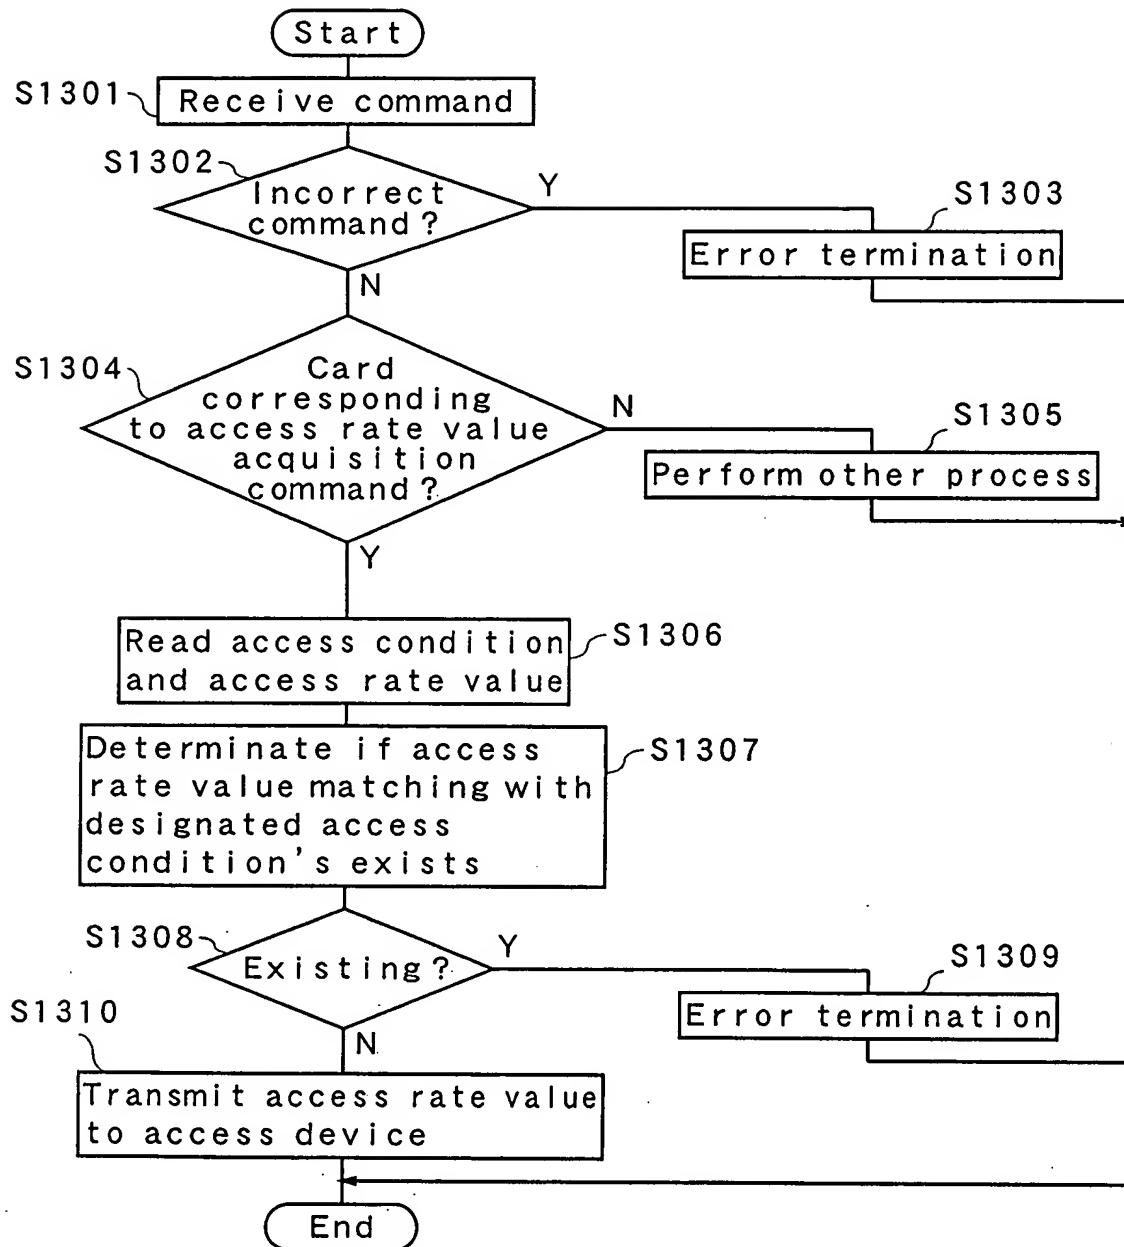 Start
S1301
Receive command
S1302
Incorrect
command?
Y
S1303
Error termination
N
S1304
Card
corresponding
to access rate value
acquisition
command?
N
S1305
Perform other process
Y
Read access condition
and access rate value
S1306
Determinate if access
rate value matching with
designated access
condition's exists
S1307
S1308
Existing?
Y
S1309
Error termination
N
S1310
Transmit access rate value
to access device
End